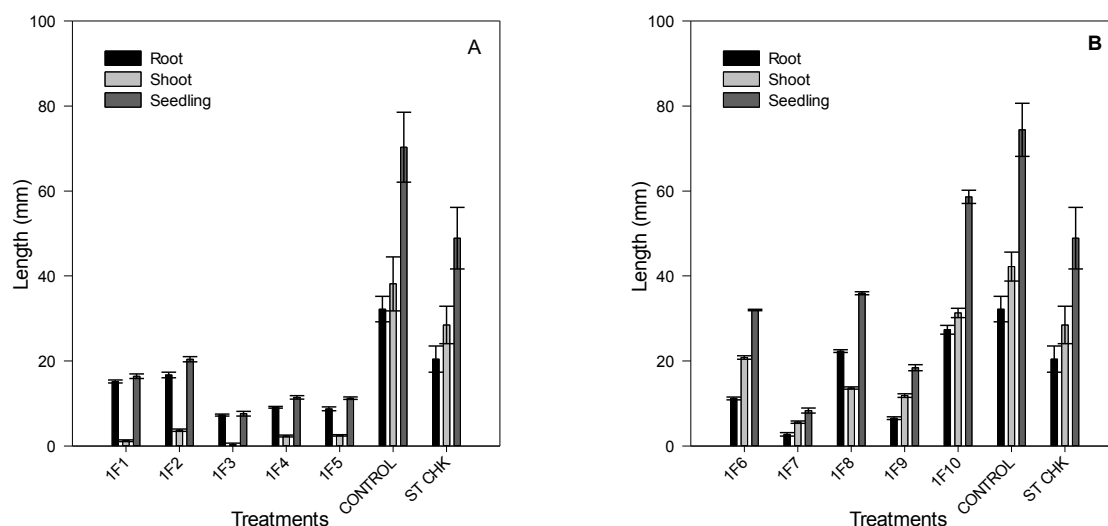 A
Root
Shoot
Seedling
Length (mm)
100
80
60
40
20
0
1F1
1F2
1F3
1F4
1F5
CONTROL
ST CHK
Treatments
B
Root
Shoot
Seedling
Length (mm)
100
80
60
40
20
0
1F6
1F7
1F8
1F9
1F10
CONTROL
ST CHK
Treatments